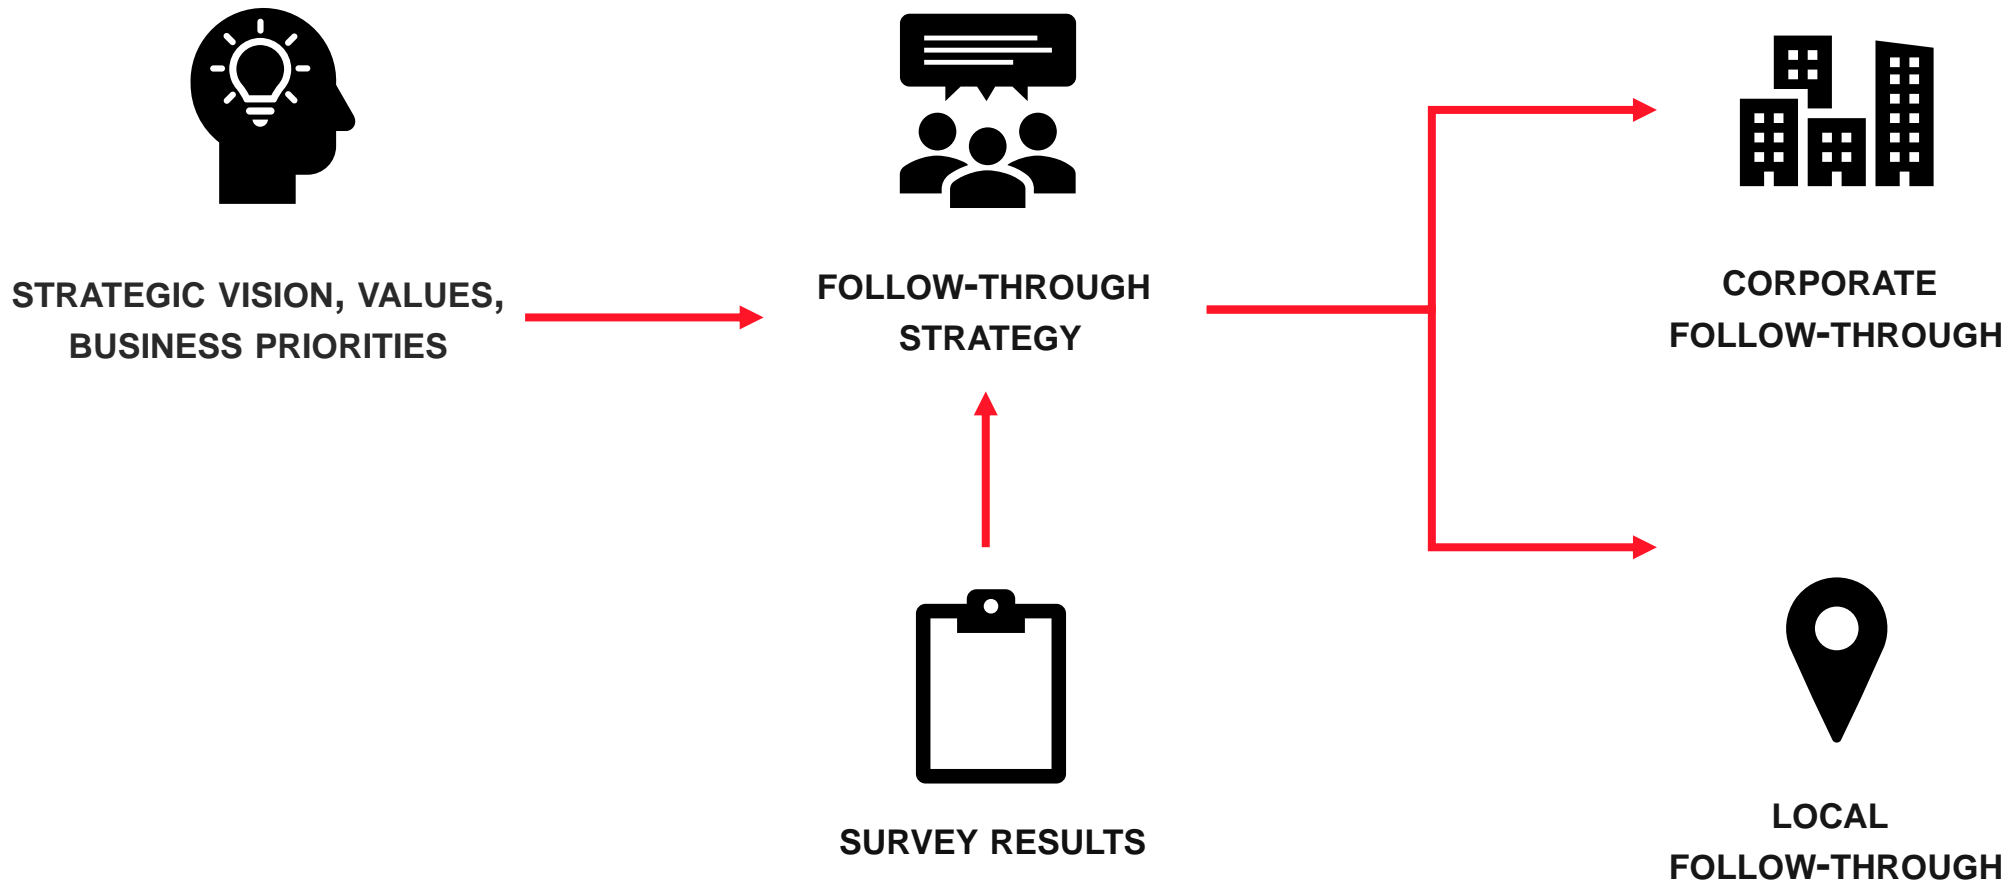 STRATEGIC VISION, VALUES,
BUSINESS PRIORITIES
FOLLOW-THROUGH
STRATEGY
CORPORATE
FOLLOW-THROUGH
SURVEY RESULTS
LOCAL
FOLLOW-THROUGH